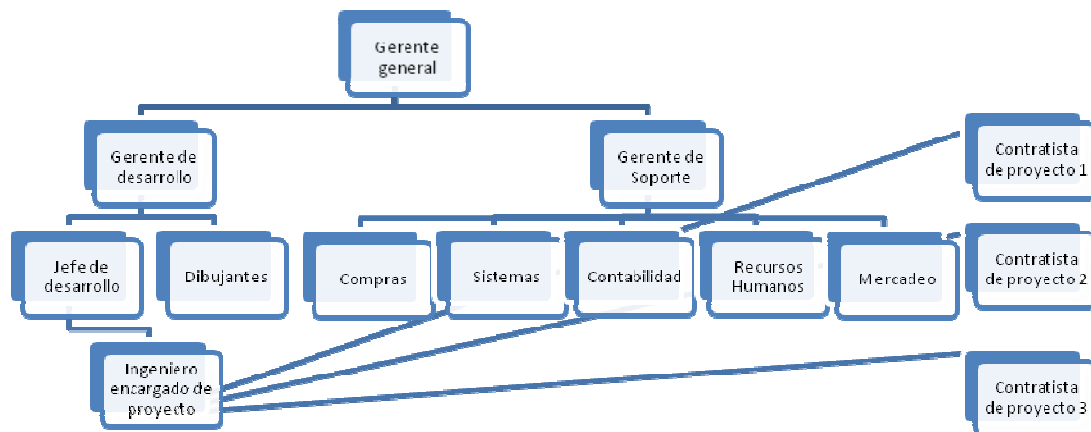 Gerente
general
Gerente de
desarrollo
Gerente de
Soporte
Contratista
de proyecto 1
Jefe de
desarrollo
Dibujantes
Compras
Sistemas
Contabilidad
Recursos
Humanos
Mercadeo
Contratista
de proyecto 2
Ingeniero
encargado de
proyecto
Contratista
de proyecto 3